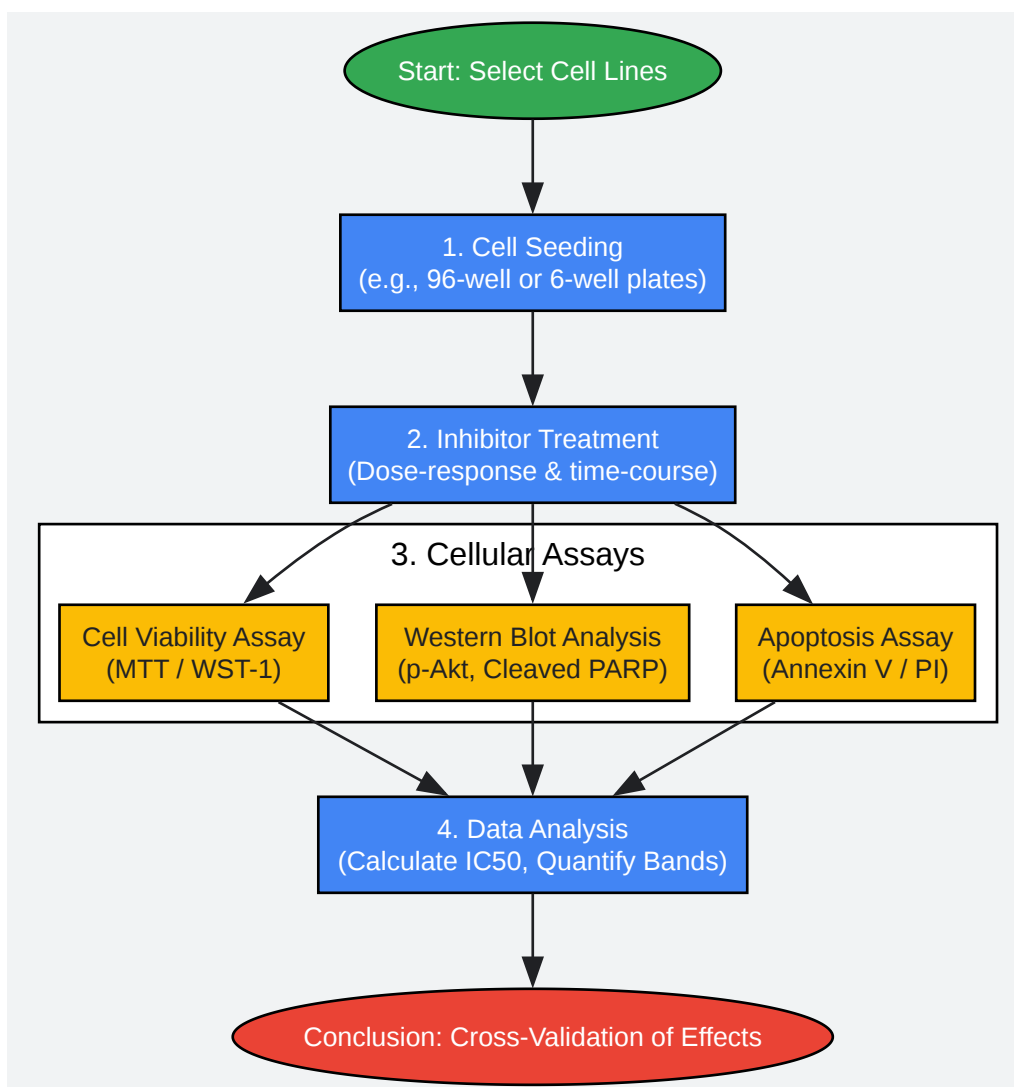 Start: Select Cell Lines
1. Cell Seeding
(e.g., 96-well or 6-well plates)
2. Inhibitor Treatment
(Dose-response & time-course)
3. Cellular Assays
Cell Viability Assay
(MTT / WST-1)
Western Blot Analysis
(p-Akt, Cleaved PARP)
Apoptosis Assay
(Annexin V / PI)
4. Data Analysis
(Calculate IC50, Quantify Bands)
Conclusion: Cross-Validation of Effects